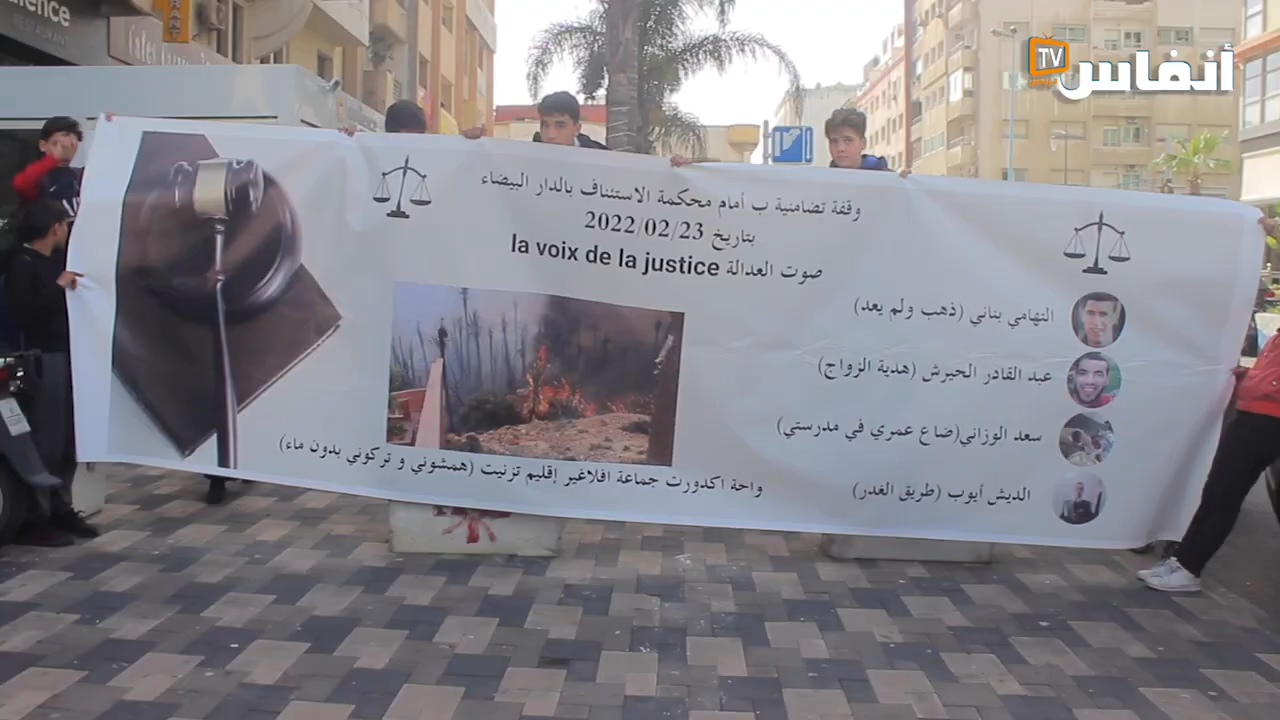 RESTAURANT
TV
أنفاس
وقفة تضامنية ب أمام محكمة الاستئناف بالدار البيضاء
بتاريخ 2022/02/23
صوت العدالة la voix de la justice
التهامي بناني (ذهب ولم يعد)
عبد القادر الحيرش (هدية الزواج)
سعد الوزاني(ضاع عمري في مدرستي)
الديش أيوب (طريق الغدر)
واحة اكدورت جماعة افلاغير إقليم تزنيت (همشوني و تركوني بدون ماء)